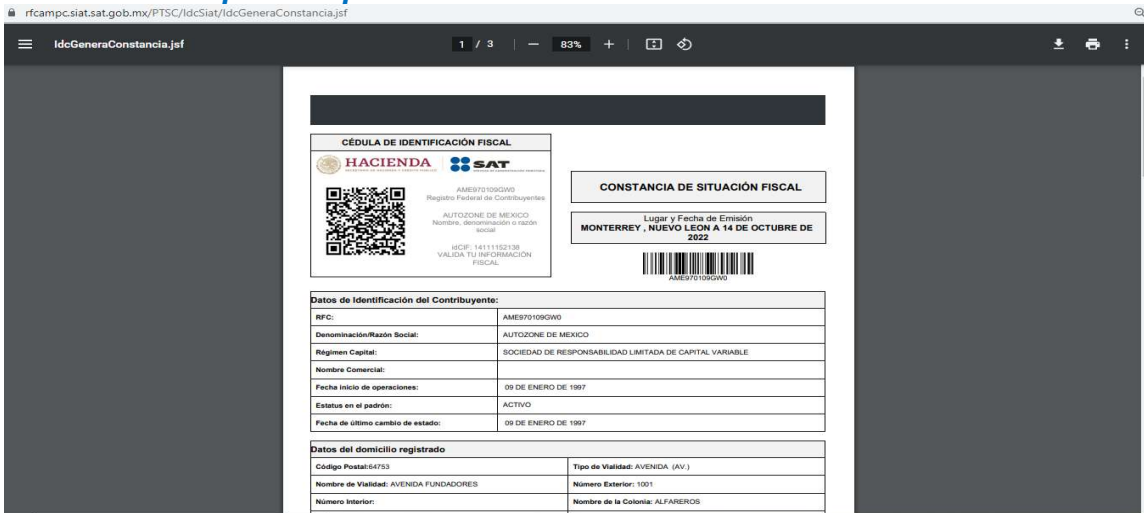 rfcampc.siat.sat.gob.mx/PTSC/IdcSiat/IdcGeneraConstancia.jsf
IdcGeneraConstancia.jsf
1 / 3
83%
CÉDULA DE IDENTIFICACIÓN FISCAL
HACIENDA
SAT
AME970109GW0
Registro Federal de Contribuyentes
AUTOZONE DE MEXICO
Nombre, denominación o razón
social
idCIF: 14111152138
VALIDA TU INFORMACIÓN
FISCAL
CONSTANCIA DE SITUACIÓN FISCAL
Lugar y Fecha de Emisión
MONTERREY , NUEVO LEON A 14 DE OCTUBRE DE
2022
AME970109GW0
Datos de Identificación del Contribuyente:
RFC: AME970109GW0
Denominación/Razón Social: AUTOZONE DE MEXICO
Régimen Capital: SOCIEDAD DE RESPONSABILIDAD LIMITADA DE CAPITAL VARIABLE
Nombre Comercial:
Fecha inicio de operaciones: 09 DE ENERO DE 1997
Estatus en el padrón: ACTIVO
Fecha de último cambio de estado: 09 DE ENERO DE 1997
Datos del domicilio registrado
Código Postal:64753 Tipo de Vialidad: AVENIDA (AV.)
Nombre de Vialidad: AVENIDA FUNDADORES Número Exterior: 1001
Número Interior: Nombre de la Colonia: ALFAREROS